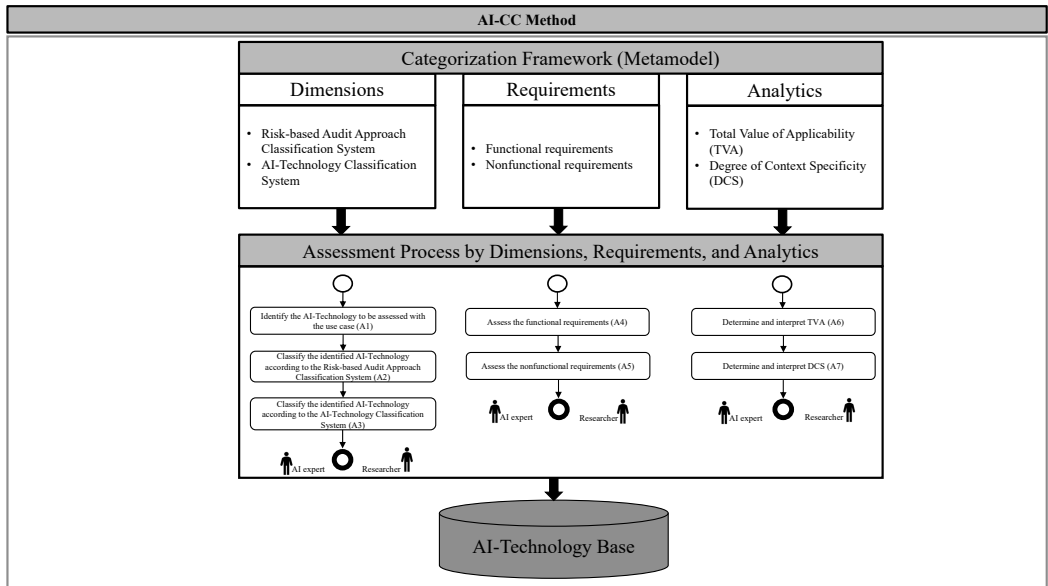 AI-CC Method
Categorization Framework (Metamodel)
Dimensions
• Risk-based Audit Approach
Classification System
• AI-Technology Classification
System
Requirements
• Functional requirements
• Nonfunctional requirements
Analytics
• Total Value of Applicability
(TVA)
• Degree of Context Specificity
(DCS)
Assessment Process by Dimensions, Requirements, and Analytics
Identify the AI-Technology to be assessed with
the use case (A1)
Classify the identified AI-Technology
according to the Risk-based Audit Approach
Classification System (A2)
Classify the identified AI-Technology
according to the AI-Technology Classification
System (A3)
AI expert
Researcher
Assess the functional requirements (A4)
Assess the nonfunctional requirements (A5)
AI expert
Researcher
Determine and interpret TVA (A6)
Determine and interpret DCS (A7)
AI expert
Researcher
AI-Technology Base